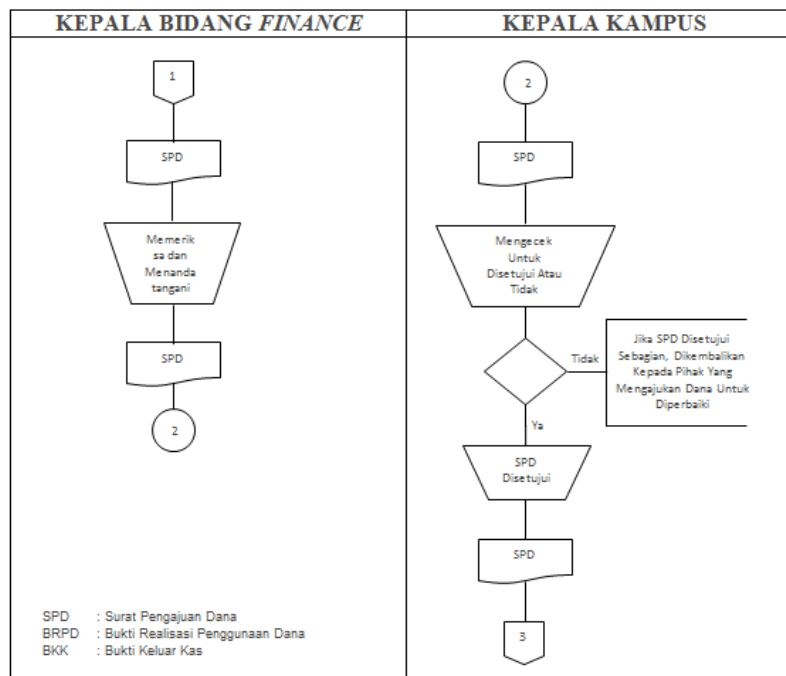 KEPALA BIDANG FINANCE
1
SPD
Memerik
sa dan
Menanda
tangani
SPD
2
SPD : Surat Pengajuan Dana
BRPD : Bukti Realisasi Penggunaan Dana
BKK : Bukti Keluar Kas
KEPALA KAMPUS
2
SPD
Mengecek
Untuk
Disetujui Atau
Tidak
Tidak
Jika SPD Disetujui
Sebagian, Dikembalikan
Kepada Pihak Yang
Mengajukan Dana Untuk
Diperbaiki
Ya
SPD
Disetujui
SPD
3